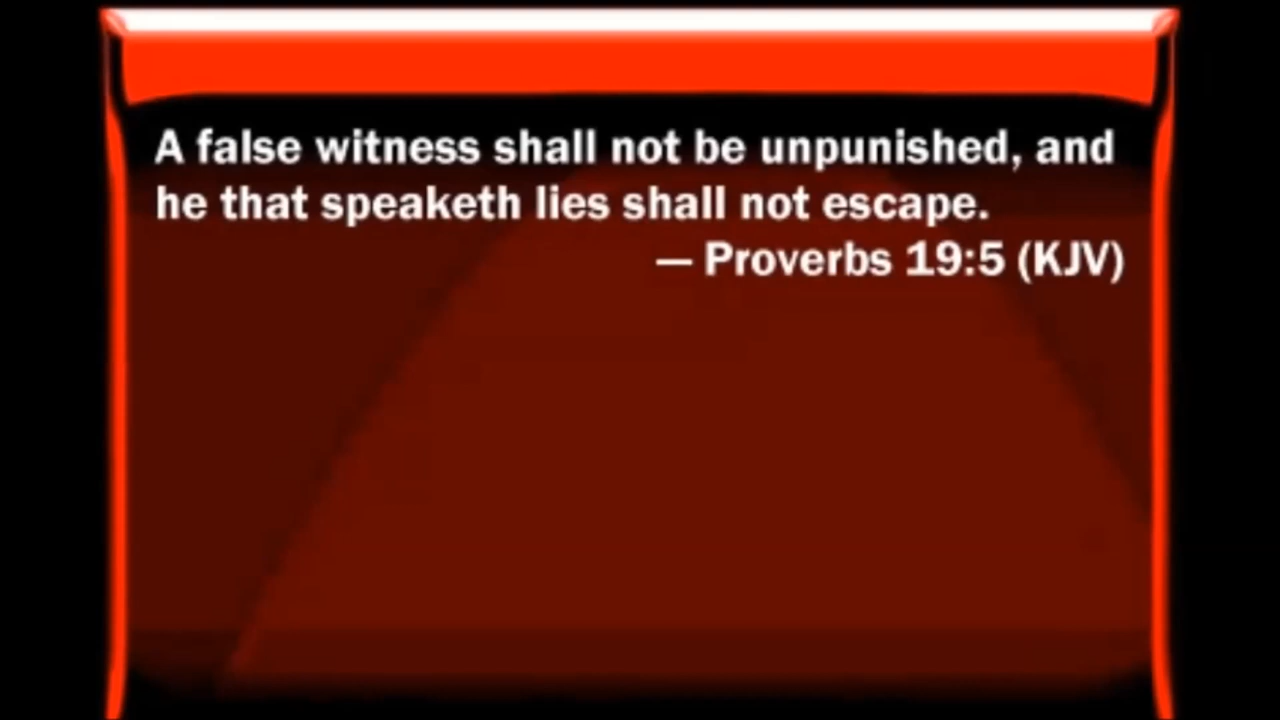 A false witness shall not be unpunished, and
he that speaketh lies shall not escape.
— Proverbs 19:5 (KJV)